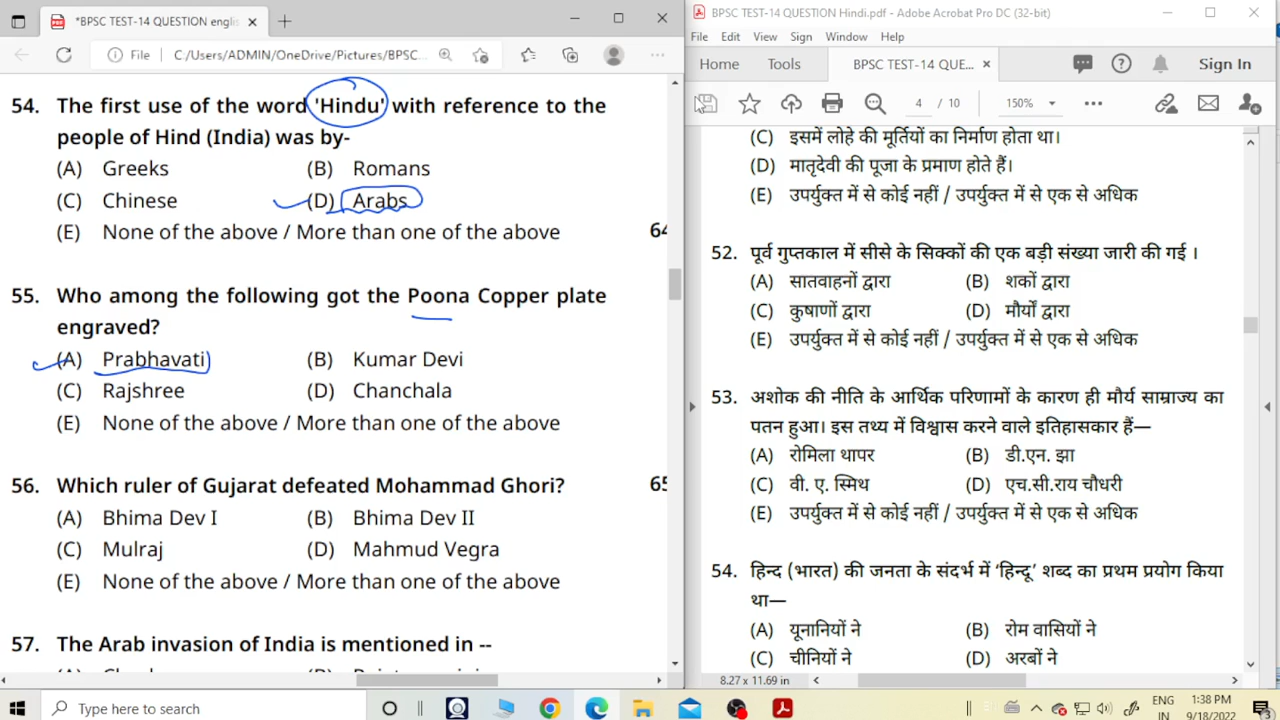 *BPSC TEST-14 QUESTION englis
File C:/Users/ADMIN/OneDrive/Pictures/BPSC...
54. The first use of the word 'Hindu' with reference to the
people of Hind (India) was by-
(A) Greeks (B) Romans
(C) Chinese (D) Arabs
(E) None of the above / More than one of the above
64
55. Who among the following got the Poona Copper plate
engraved?
(A) Prabhavati (B) Kumar Devi
(C) Rajshree (D) Chanchala
(E) None of the above / More than one of the above
56. Which ruler of Gujarat defeated Mohammad Ghori?
65
(A) Bhima Dev I (B) Bhima Dev II
(C) Mulraj (D) Mahmud Vegra
(E) None of the above / More than one of the above
57. The Arab invasion of India is mentioned in --
BPSC TEST-14 QUESTION Hindi.pdf - Adobe Acrobat Pro DC (32-bit)
File Edit View Sign Window Help
Home Tools BPSC TEST-14 QUE... Sign In
4 / 10 150%
(C) इसमें लोहे की मूर्तियों का निर्माण होता था।
(D) मातृदेवी की पूजा के प्रमाण होते हैं।
(E) उपर्युक्त में से कोई नहीं / उपर्युक्त में से एक से अधिक
52. पूर्व गुप्तकाल में सीसे के सिक्कों की एक बड़ी संख्या जारी की गई ।
(A) सातवाहनों द्वारा (B) शकों द्वारा
(C) कुषाणों द्वारा (D) मौर्यों द्वारा
(E) उपर्युक्त में से कोई नहीं / उपर्युक्त में से एक से अधिक
53. अशोक की नीति के आर्थिक परिणामों के कारण ही मौर्य साम्राज्य का
पतन हुआ। इस तथ्य में विश्वास करने वाले इतिहासकार हैं—
(A) रोमिला थापर (B) डी.एन. झा
(C) वी. ए. स्मिथ (D) एच.सी.राय चौधरी
(E) उपर्युक्त में से कोई नहीं / उपर्युक्त में से एक से अधिक
54. हिन्द (भारत) की जनता के संदर्भ में ‘हिन्दू’ शब्द का प्रथम प्रयोग किया
था—
(A) यूनानियों ने (B) रोम वासियों ने
(C) चीनियों ने (D) अरबों ने
8.27 x 11.69 in
Type here to search
ENG
IN
1:38 PM
9/18/2022